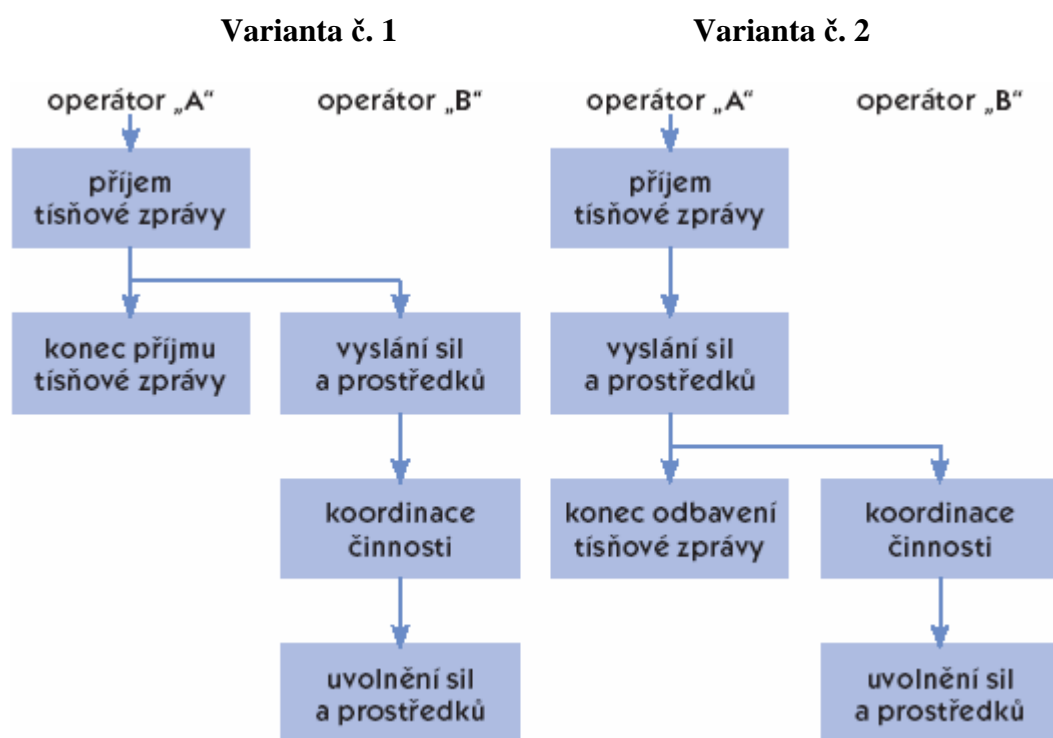 Varianta č. 1
Varianta č. 2
operátor „A“
operátor „B“
operátor „A“
operátor „B“
příjem
tísňové zprávy
příjem
tísňové zprávy
konec příjmu
tísňové zprávy
vyslání sil
a prostředků
vyslání sil
a prostředků
koordinace
činnosti
konec odbavení
tísňové zprávy
koordinace
činnosti
uvolnění sil
a prostředků
uvolnění sil
a prostředků